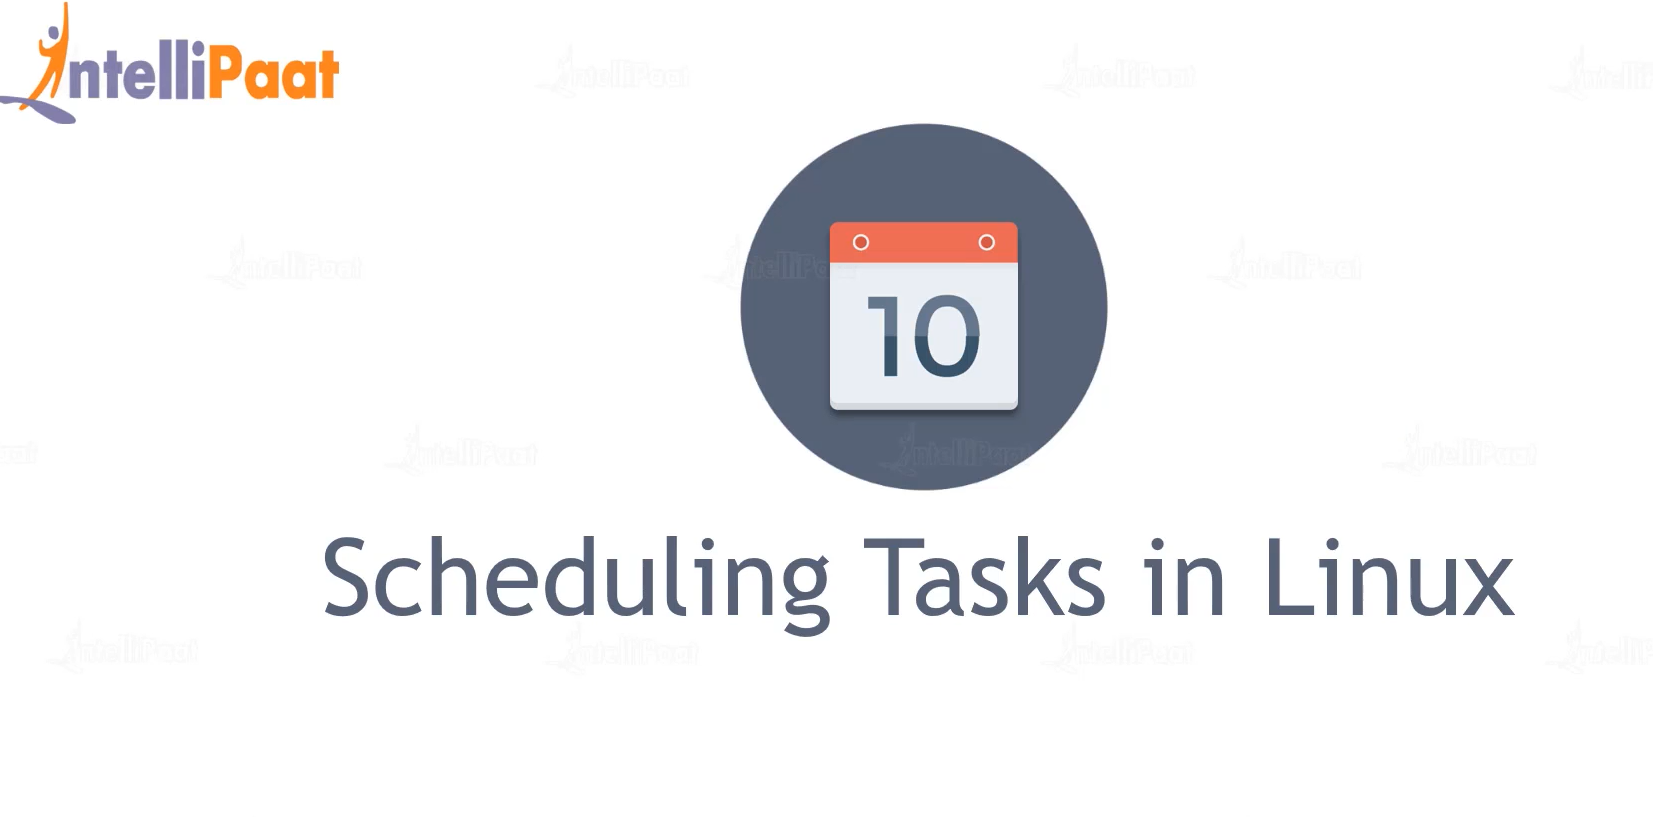 IntelliPaat
10
Scheduling Tasks in Linux